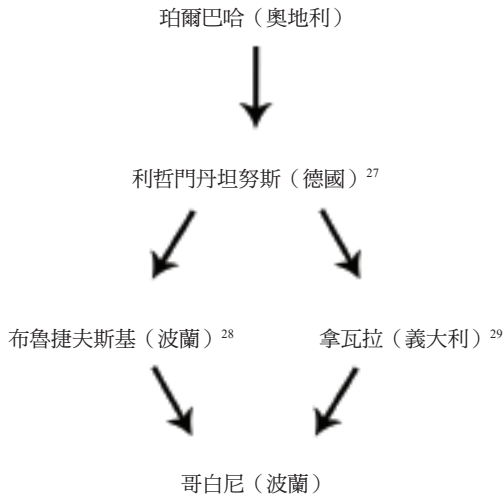 珀爾巴哈（奧地利）
利哲門丹坦努斯（德國）27
布魯捷夫斯基（波蘭）28
拿瓦拉（義大利）29
哥白尼（波蘭）